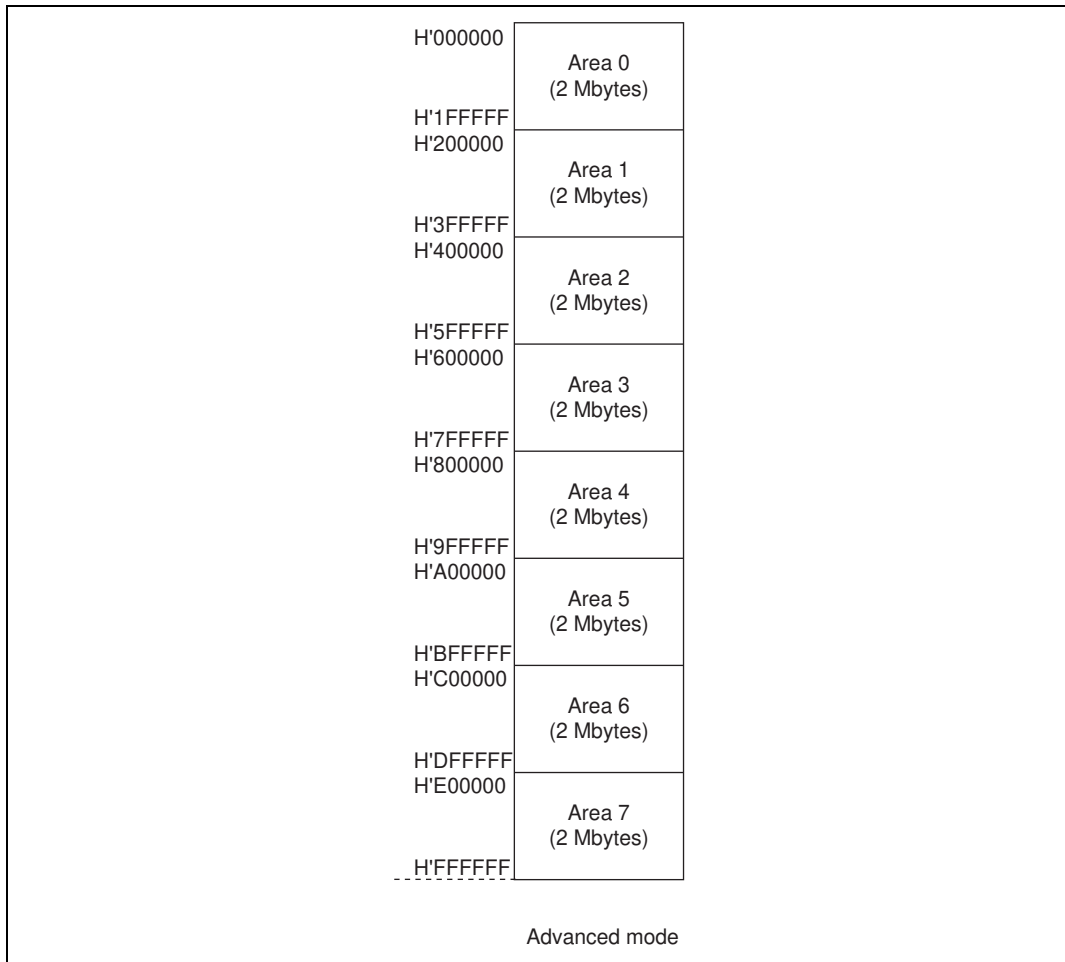 H'000000
Area 0
(2 Mbytes)
H'1FFFFF
H'200000
Area 1
(2 Mbytes)
H'3FFFFF
H'400000
Area 2
(2 Mbytes)
H'5FFFFF
H'600000
Area 3
(2 Mbytes)
H'7FFFFF
H'800000
Area 4
(2 Mbytes)
H'9FFFFF
H'A00000
Area 5
(2 Mbytes)
H'BFFFFF
H'C00000
Area 6
(2 Mbytes)
H'DFFFFF
H'E00000
Area 7
(2 Mbytes)
H'FFFFFF
Advanced mode